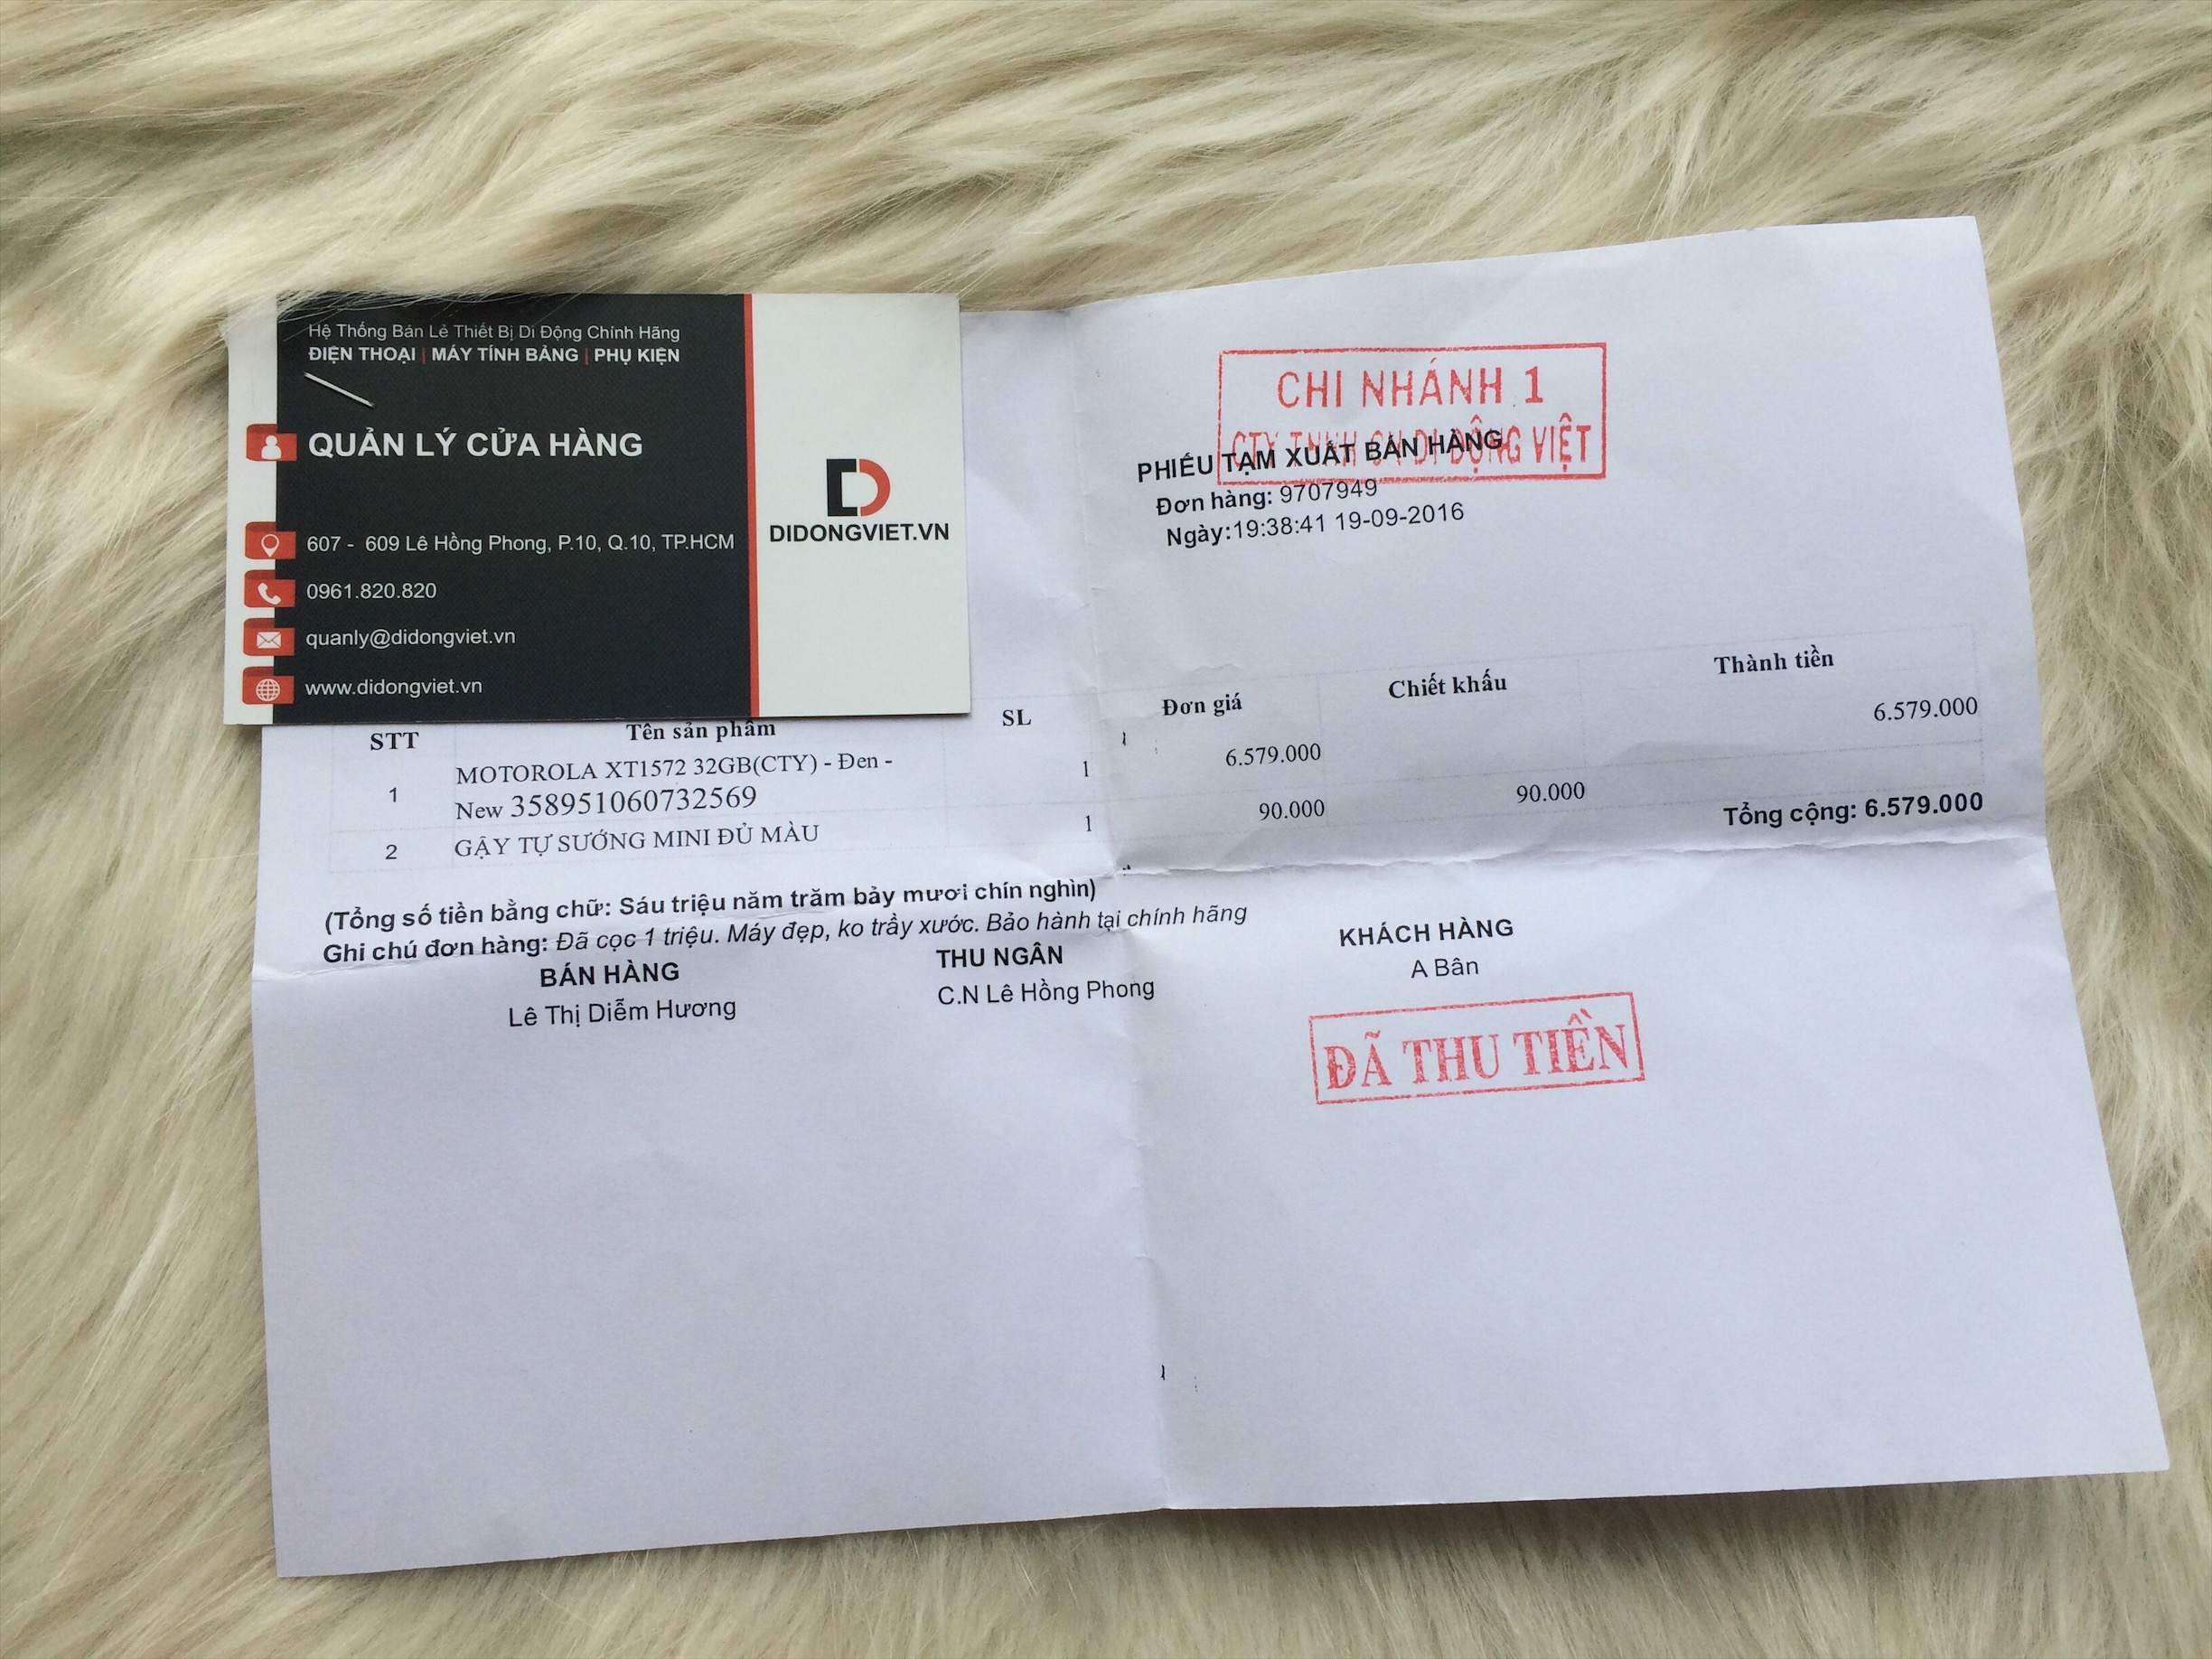 Hệ Thống Bán Lẻ Thiết Bị Di Động Chính Hãng
ĐIỆN THOẠI | MÁY TÍNH BẢNG | PHỤ KIỆN
QUẢN LÝ CỬA HÀNG
607 - 609 Lê Hồng Phong, P.10, Q.10, TP.HCM
0961.820.820
quanly@didongviet.vn
www.didongviet.vn
DIDONGVIET.VN
CHI NHÁNH 1
CTY TNHH CN DI ĐỘNG VIỆT
PHIẾU TẠM XUẤT BÁN HÀNG
Đơn hàng: 9707949
Ngày:19:38:41 19-09-2016
STT Tên sản phẩm SL Đơn giá Chiết khấu Thành tiền
1 MOTOROLA XT1572 32GB(CTY) - Đen - 1 6.579.000 6.579.000
New 358951060732569
2 GẬY TỰ SƯỚNG MINI ĐỦ MÀU 1 90.000 90.000
Tổng cộng: 6.579.000
(Tổng số tiền bằng chữ: Sáu triệu năm trăm bảy mươi chín nghìn)
Ghi chú đơn hàng: Đã cọc 1 triệu. Máy đẹp, ko trầy xước. Bảo hành tại chính hãng
BÁN HÀNG THU NGÂN KHÁCH HÀNG
Lê Thị Diễm Hương C.N Lê Hồng Phong A Bân
ĐÃ THU TIỀN